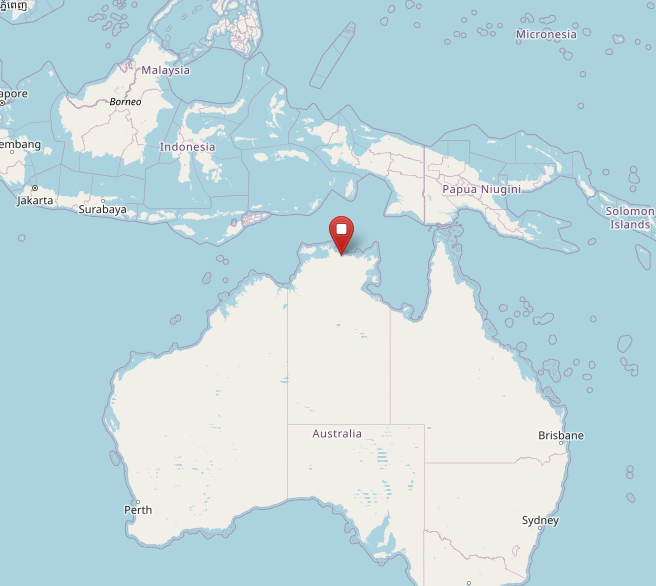 Micronesia
Malaysia
apore
Borneo
embang
Indonesia
Papua Niugini
Jakarta
Surabaya
Solomon
Islands
Australia
Brisbane
Perth
Sydney